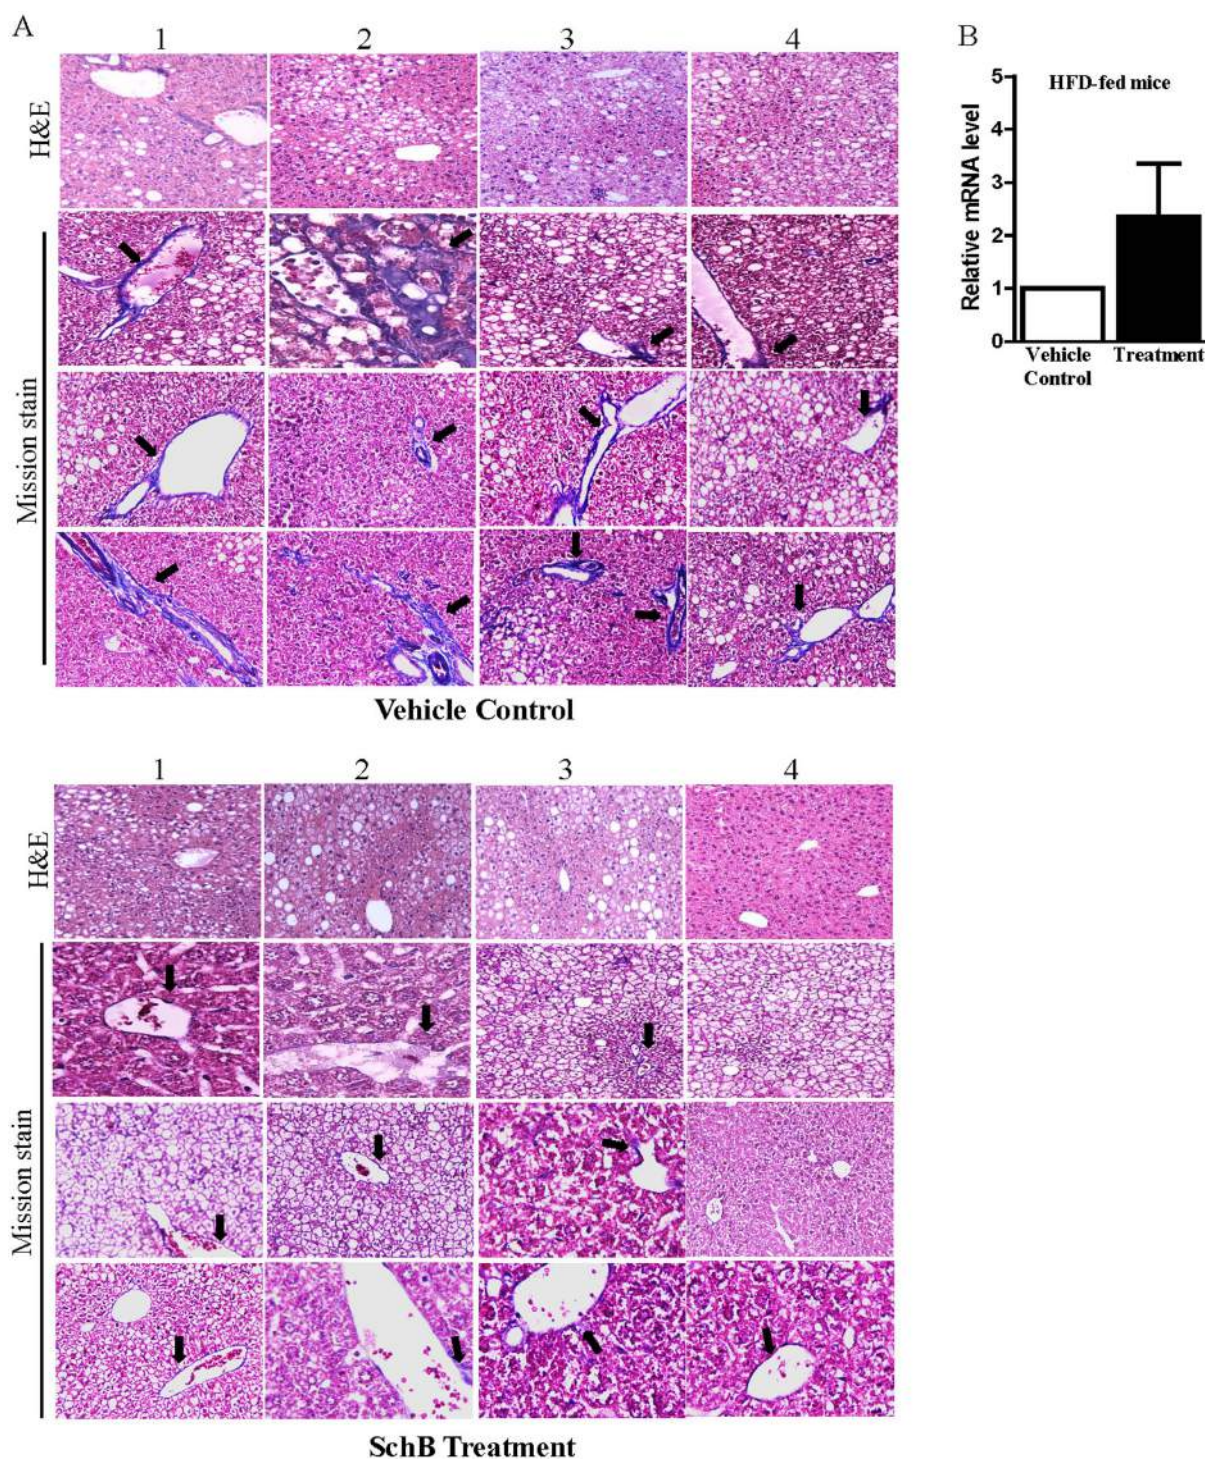 A
1 2 3 4
H&E
Mission stain
Vehicle Control
1 2 3 4
H&E
Mission stain
SchB Treatment
B
HFD-fed mice
Relative mRNA level
5
4
3
2
1
0
Vehicle
Control
Treatment